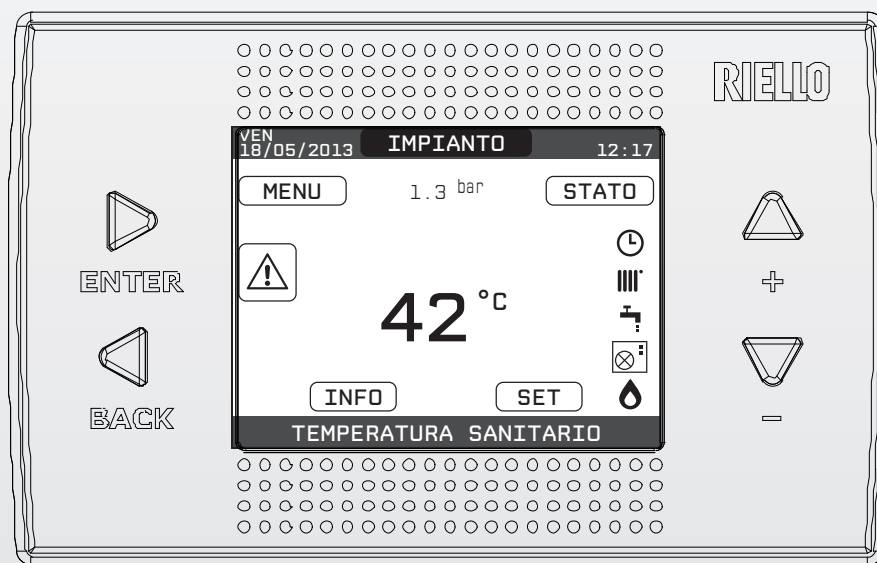 RIELLO
VEN
18/05/2013 IMPIANTO 12:17
MENU 1.3 bar STATO
ENTER
42 °C
BACK
INFO SET
TEMPERATURA SANITARIO
+
-